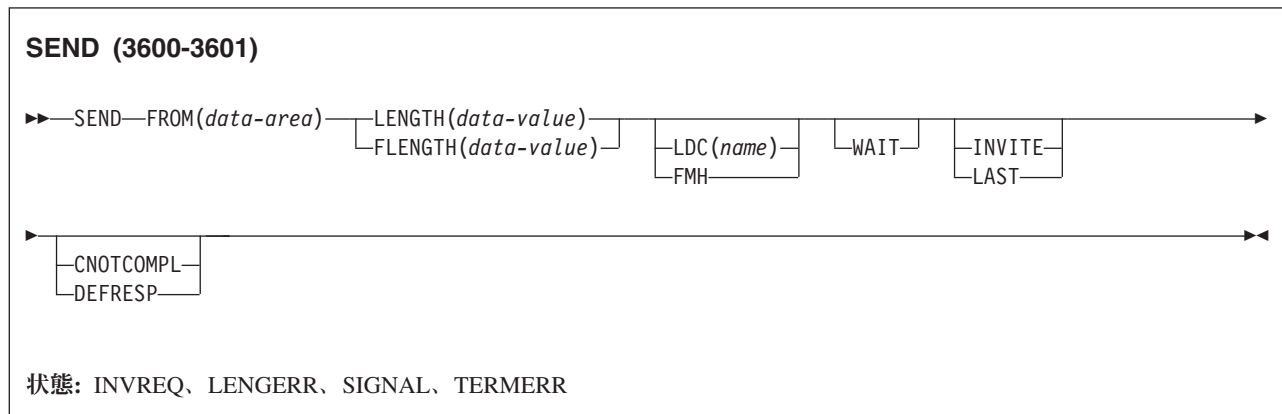 SEND (3600-3601)
SEND FROM(data-area) LENGTH(data-value)
FLENGTH(data-value) LDC(name) WAIT INVITE
FMH LAST
CNOTCOMPL
DEFRESP
状態: INVREQ、LENGERR、SIGNAL、TERMERR